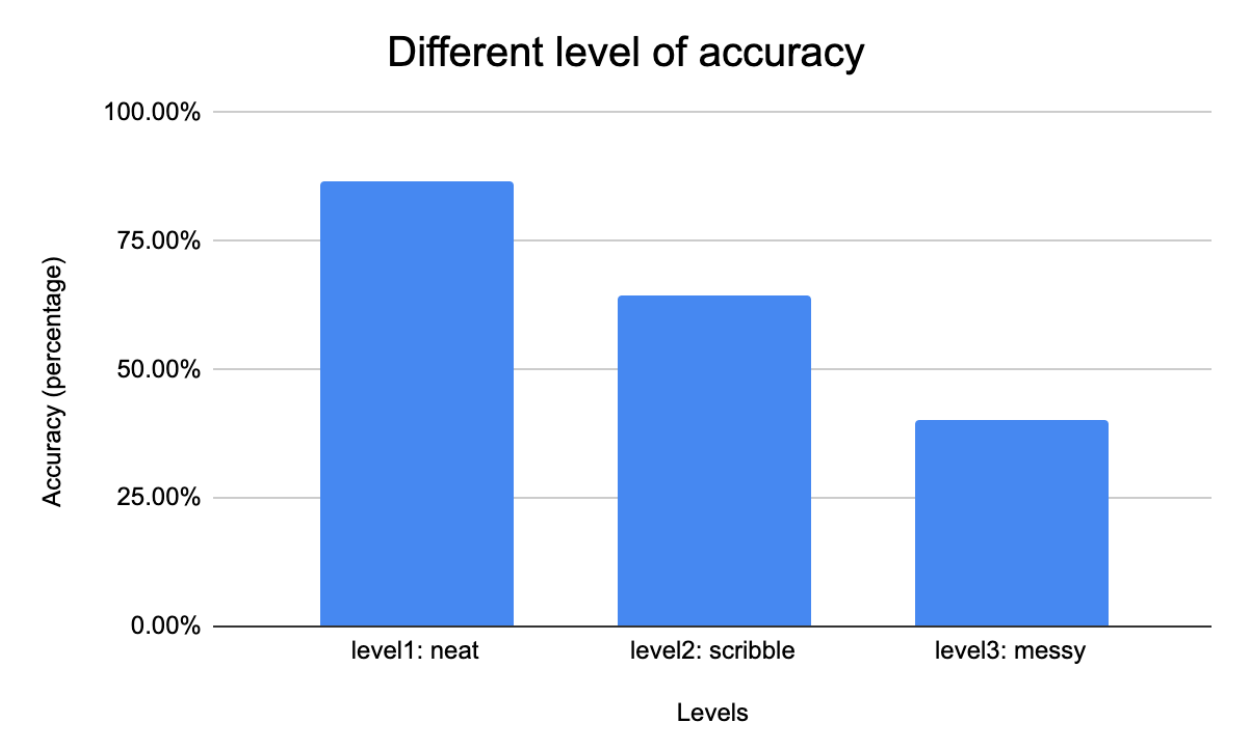 Different level of accuracy
100.00%
75.00%
50.00%
25.00%
0.00%
Accuracy (percentage)
level1: neat
level2: scribble
level3: messy
Levels